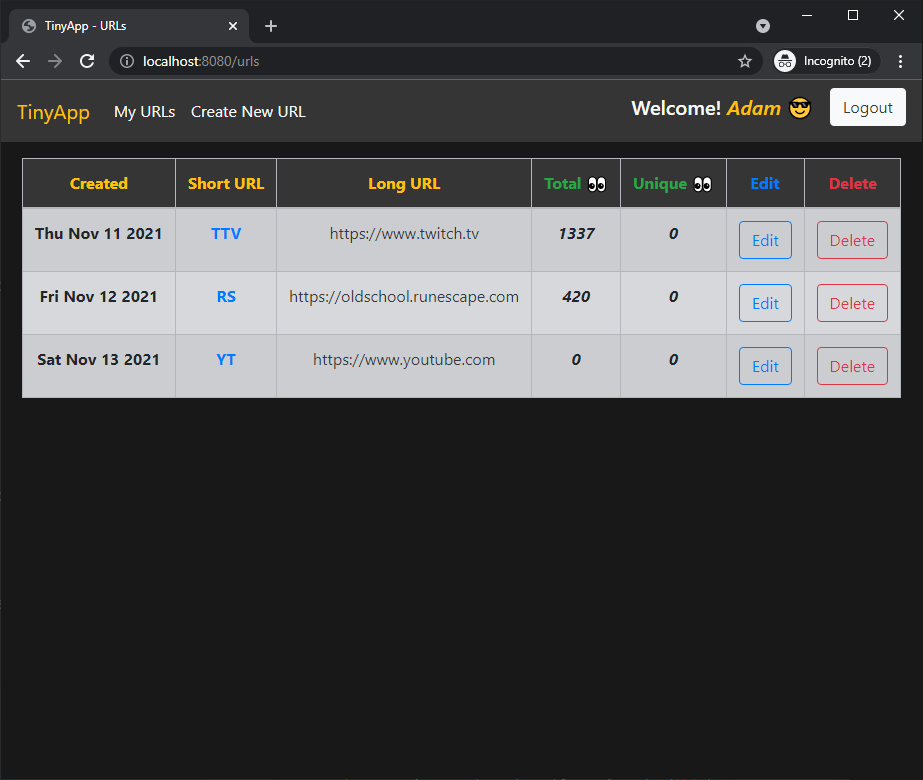 TinyApp - URLs
localhost:8080/urls
Incognito (2)
TinyApp My URLs Create New URL Welcome! Adam 😎 Logout
Created Short URL Long URL Total 👀 Unique 👀 Edit Delete
Thu Nov 11 2021 TTV https://www.twitch.tv 1337 0 Edit Delete
Fri Nov 12 2021 RS https://oldschool.runescape.com 420 0 Edit Delete
Sat Nov 13 2021 YT https://www.youtube.com 0 0 Edit Delete